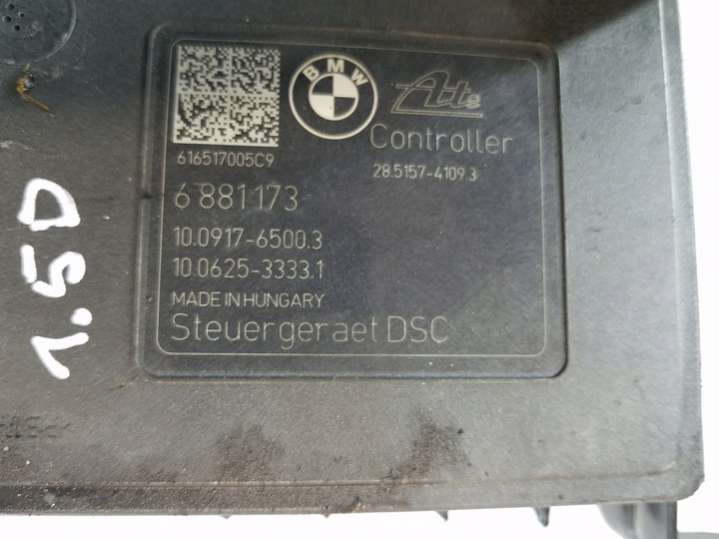 BMW
Ate
Controller
616517005C9
28.5157-4109.3
6 881 173
10.0917-6500.3
10.0625-3333.1
MADE IN HUNGARY
Steuergeraet DSC
1.5D